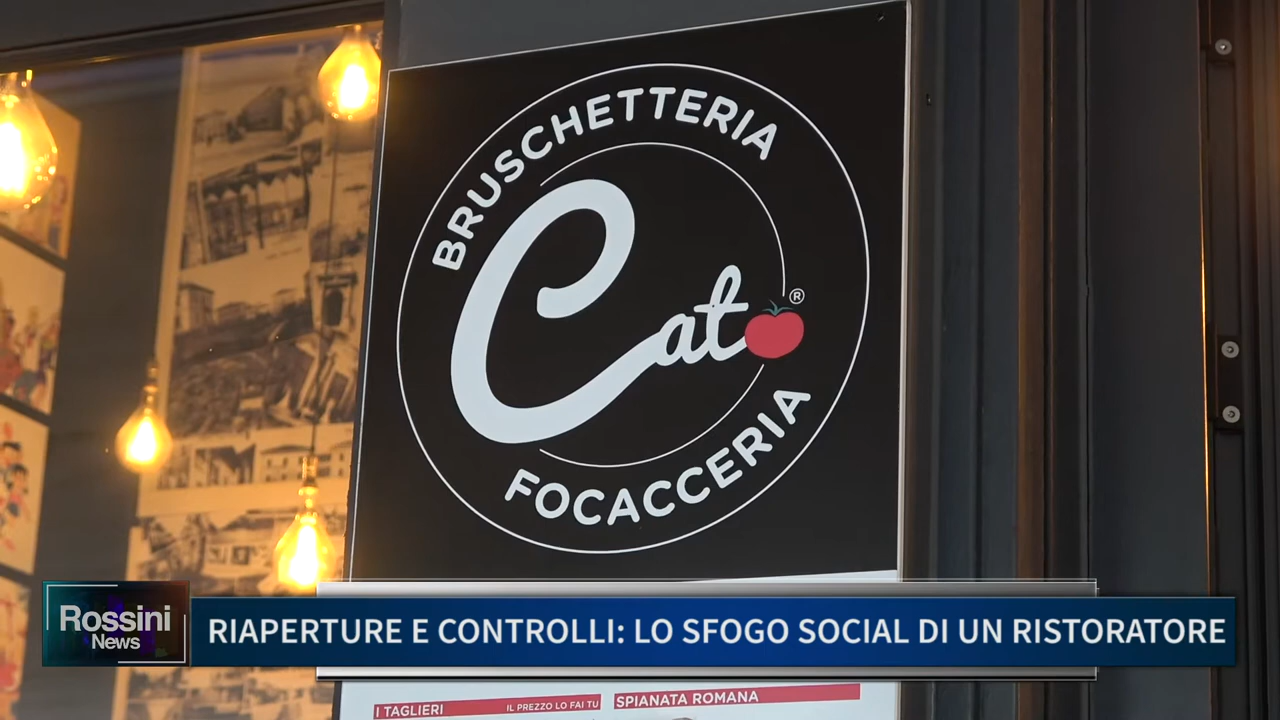 BRUSCHETTERIA
Cat
®
FOCACCERIA
Rossini
News
RIAPERTURE E CONTROLLI: LO SFOGO SOCIAL DI UN RISTORATORE
I TAGLIERI
IL PREZZO LO FAI TU
SPIANATA ROMANA